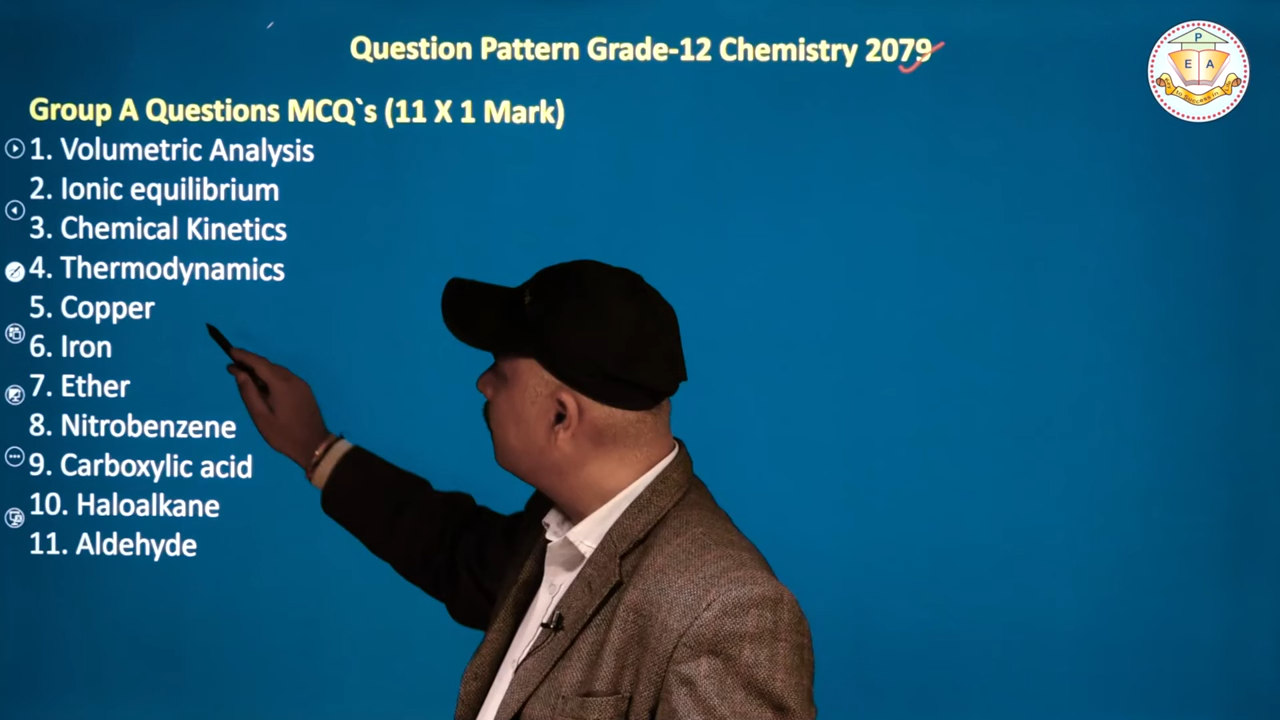 Question Pattern Grade-12 Chemistry 2079
Group A Questions MCQ`s (11 X 1 Mark)
1. Volumetric Analysis
2. Ionic equilibrium
3. Chemical Kinetics
4. Thermodynamics
5. Copper
6. Iron
7. Ether
8. Nitrobenzene
9. Carboxylic acid
10. Haloalkane
11. Aldehyde
P
E A